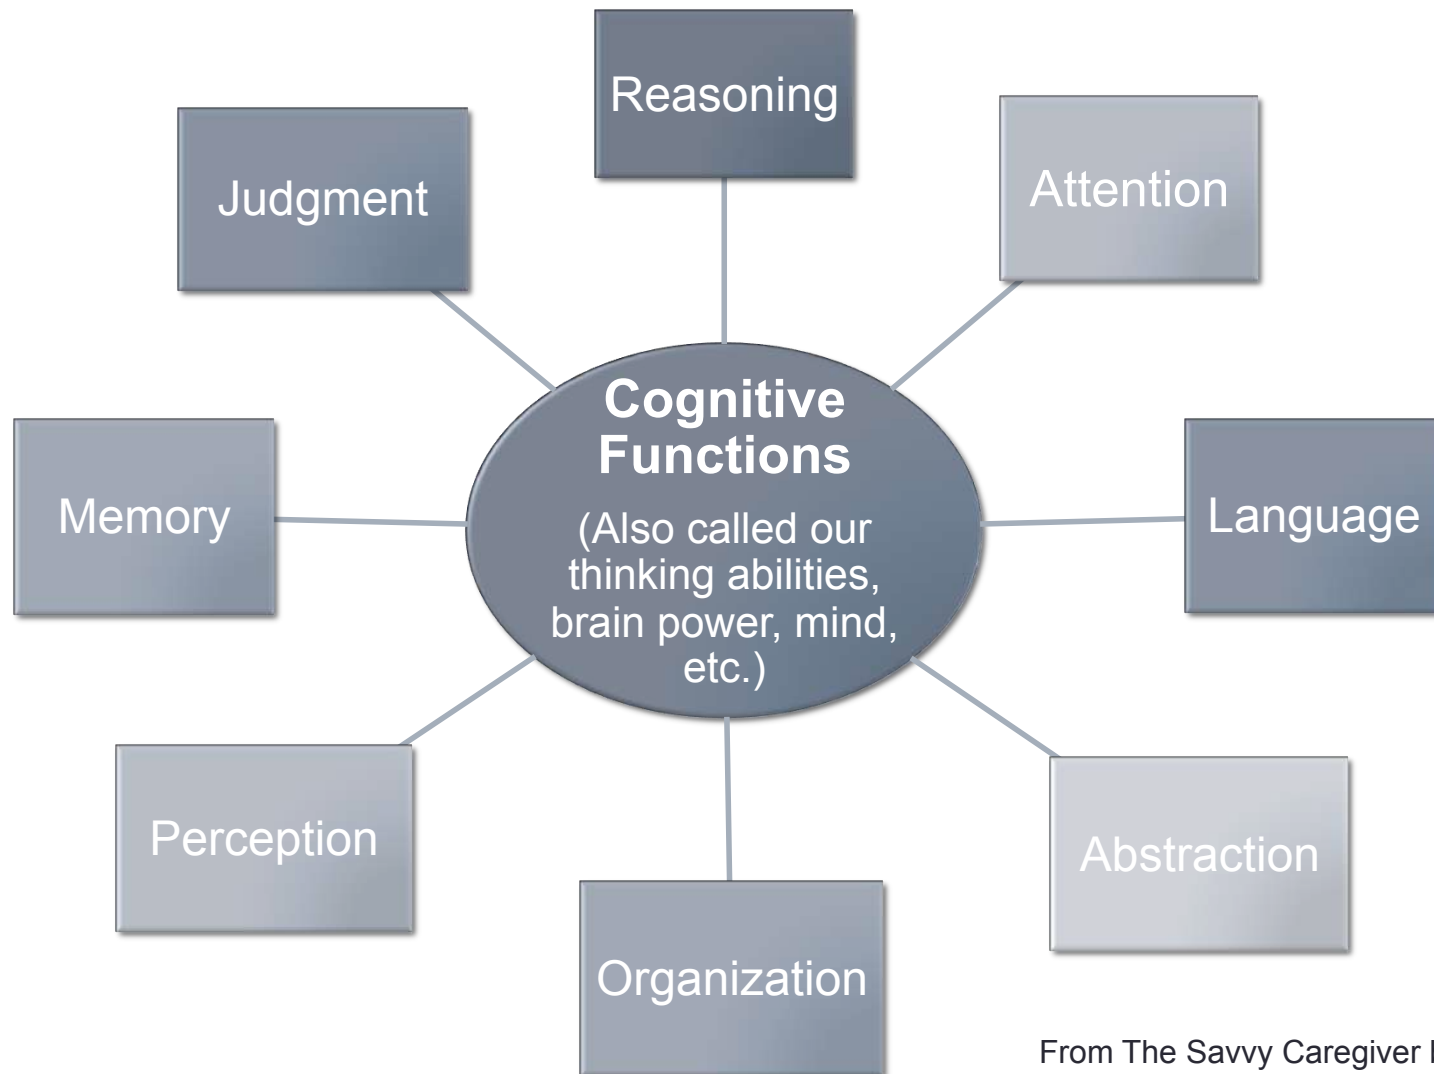 Reasoning
Attention
Judgment
Cognitive
Functions
(Also called our
thinking abilities,
brain power, mind,
etc.)
Memory
Language
Perception
Abstraction
Organization
From The Savvy Caregiver